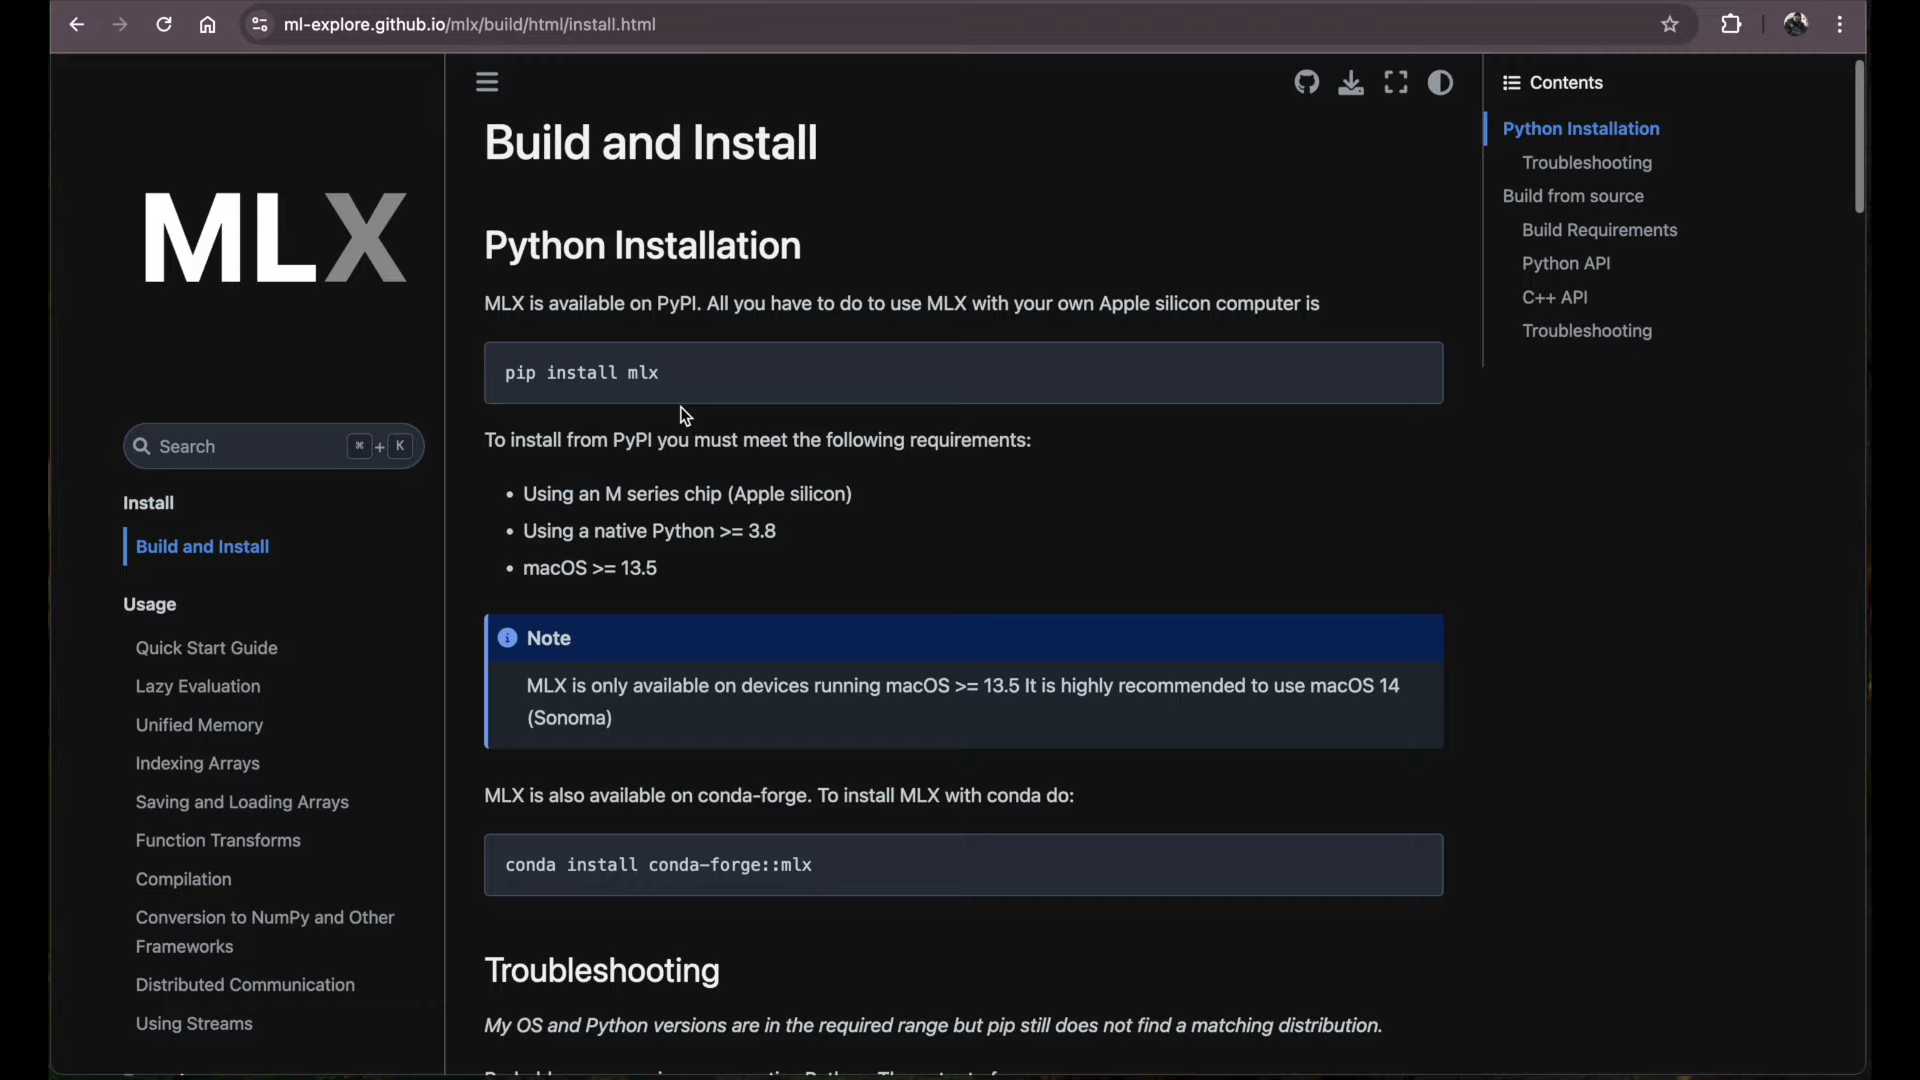 ml-explore.github.io/mlx/build/html/install.html
MLX
Search
⌘ + K
Install
Build and Install
Usage
Quick Start Guide
Lazy Evaluation
Unified Memory
Indexing Arrays
Saving and Loading Arrays
Function Transforms
Compilation
Conversion to NumPy and Other
Frameworks
Distributed Communication
Using Streams
Build and Install
Python Installation
MLX is available on PyPI. All you have to do to use MLX with your own Apple silicon computer is
pip install mlx
To install from PyPI you must meet the following requirements:
• Using an M series chip (Apple silicon)
• Using a native Python >= 3.8
• macOS >= 13.5
Note
MLX is only available on devices running macOS >= 13.5 It is highly recommended to use macOS 14
(Sonoma)
MLX is also available on conda-forge. To install MLX with conda do:
conda install conda-forge::mlx
Troubleshooting
My OS and Python versions are in the required range but pip still does not find a matching distribution.
Contents
Python Installation
Troubleshooting
Build from source
Build Requirements
Python API
C++ API
Troubleshooting